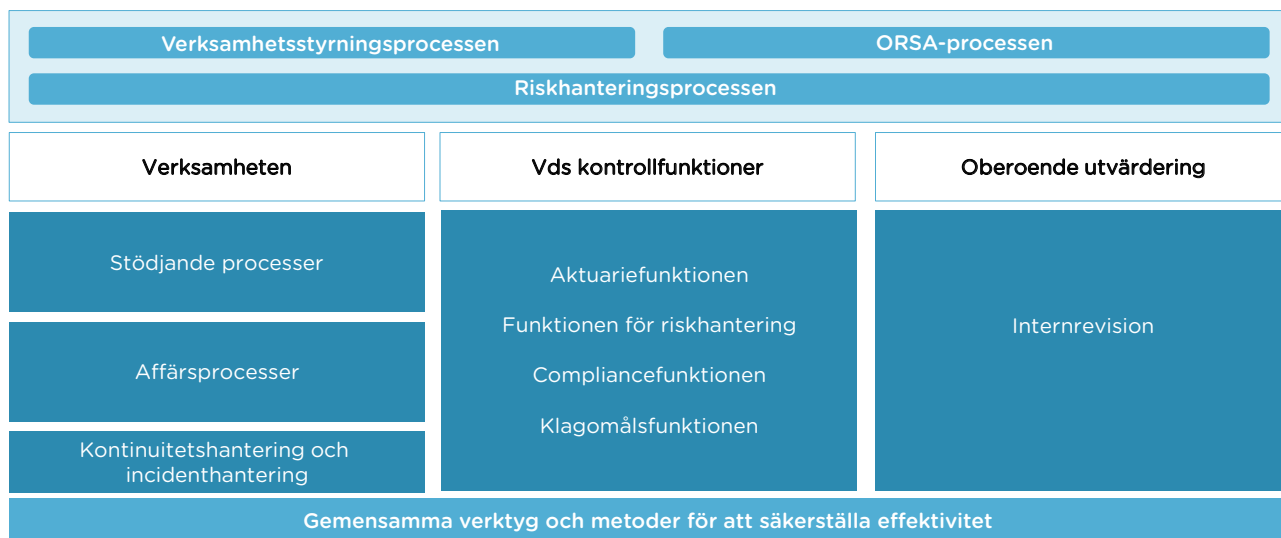 Verksamhetsstyrningsprocessen
ORSA-processen
Riskhanteringsprocessen
Verksamheten
Vds kontrollfunktioner
Oberoende utvärdering
Stödjande processer
Affärsprocesser
Kontinuitetshantering och
incidenthantering
Aktuariefunktionen
Funktionen för riskhantering
Compliancefunktionen
Klagomålsfunktionen
Internrevision
Gemensamma verktyg och metoder för att säkerställa effektivitet